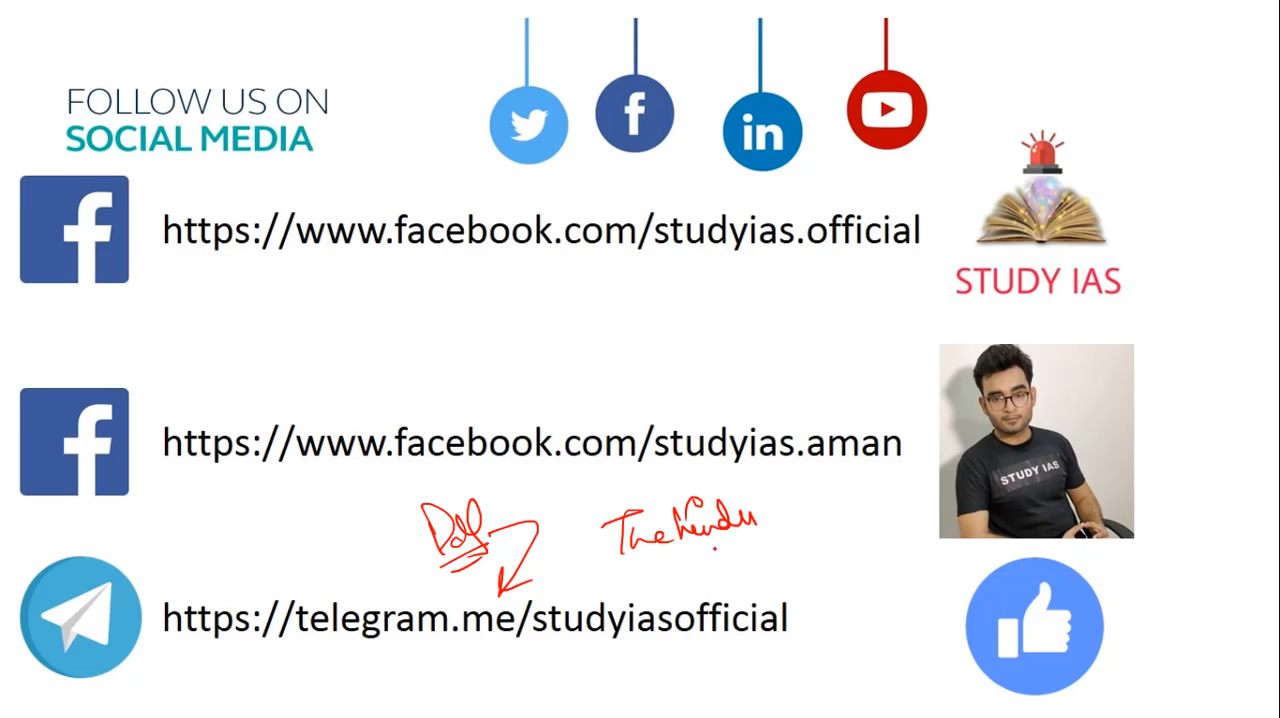 FOLLOW US ON
SOCIAL MEDIA
https://www.facebook.com/studyias.official
STUDY IAS
https://www.facebook.com/studyias.aman
STUDY IAS
Pdf
The hindu
https://telegram.me/studyiasofficial